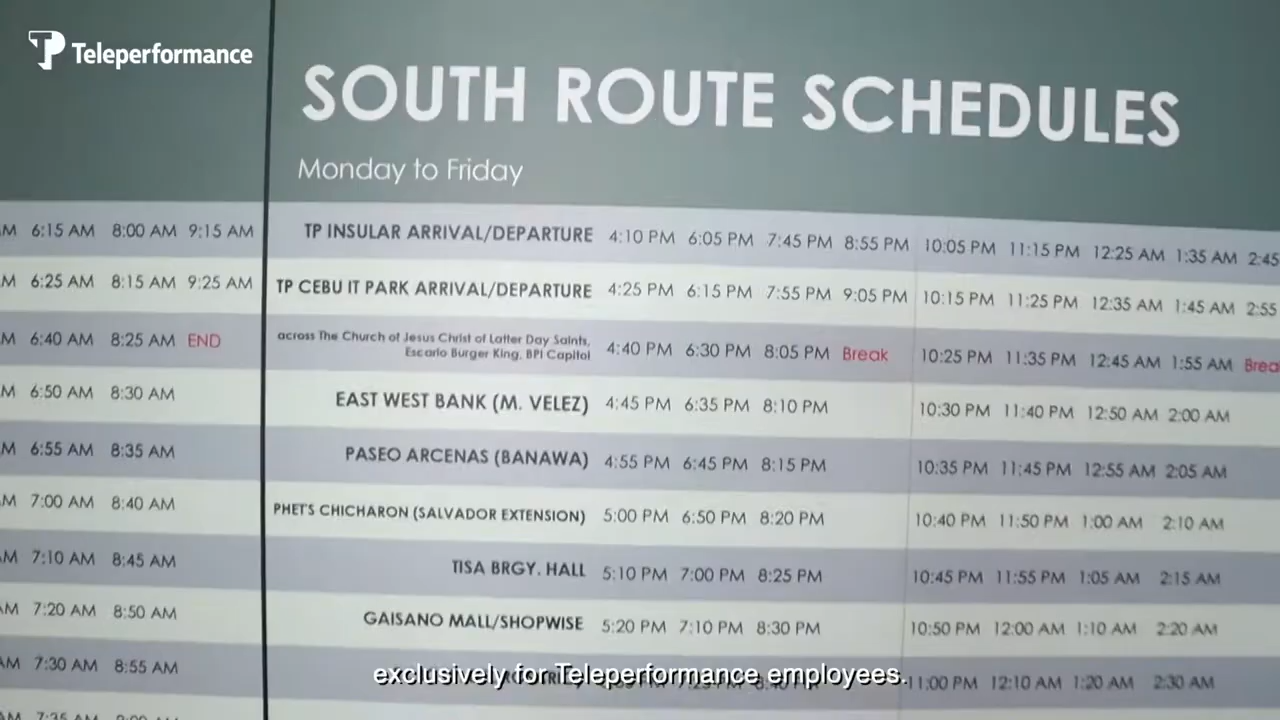 Teleperformance
SOUTH ROUTE SCHEDULES
Monday to Friday
M 6:15 AM 8:00 AM 9:15 AM
TP INSULAR ARRIVAL/DEPARTURE 4:10 PM 6:05 PM 7:45 PM 8:55 PM 10:05 PM 11:15 PM 12:25 AM 1:35 AM 2:45
6:25 AM 8:15 AM 9:25 AM
TP CEBU IT PARK ARRIVAL/DEPARTURE 4:25 PM 6:15 PM 7:55 PM 9:05 PM 10:15 PM 11:25 PM 12:35 AM 1:45 AM 2:55
M 6:40 AM 8:25 AM END
across The Church of Jesus Christ of Latter Day Saints,
Escario Burger King, BPI Capitol 4:40 PM 6:30 PM 8:05 PM Break 10:25 PM 11:35 PM 12:45 AM 1:55 AM Brea
M 6:50 AM 8:30 AM
EAST WEST BANK (M. VELEZ) 4:45 PM 6:35 PM 8:10 PM 10:30 PM 11:40 PM 12:50 AM 2:00 AM
M 6:55 AM 8:35 AM
PASEO ARCENAS (BANAWA) 4:55 PM 6:45 PM 8:15 PM 10:35 PM 11:45 PM 12:55 AM 2:05 AM
M 7:00 AM 8:40 AM
PHET'S CHICHARON (SALVADOR EXTENSION) 5:00 PM 6:50 PM 8:20 PM 10:40 PM 11:50 PM 1:00 AM 2:10 AM
M 7:10 AM 8:45 AM
TISA BRGY. HALL 5:10 PM 7:00 PM 8:25 PM 10:45 PM 11:55 PM 1:05 AM 2:15 AM
AM 7:20 AM 8:50 AM
GAISANO MALL/SHOPWISE 5:20 PM 7:10 PM 8:30 PM 10:50 PM 12:00 AM 1:10 AM 2:20 AM
AM 7:30 AM 8:55 AM
11:00 PM 12:10 AM 1:20 AM 2:30 AM
exclusively for Teleperformance employees.
AM 7:35 AM 9:00 AM